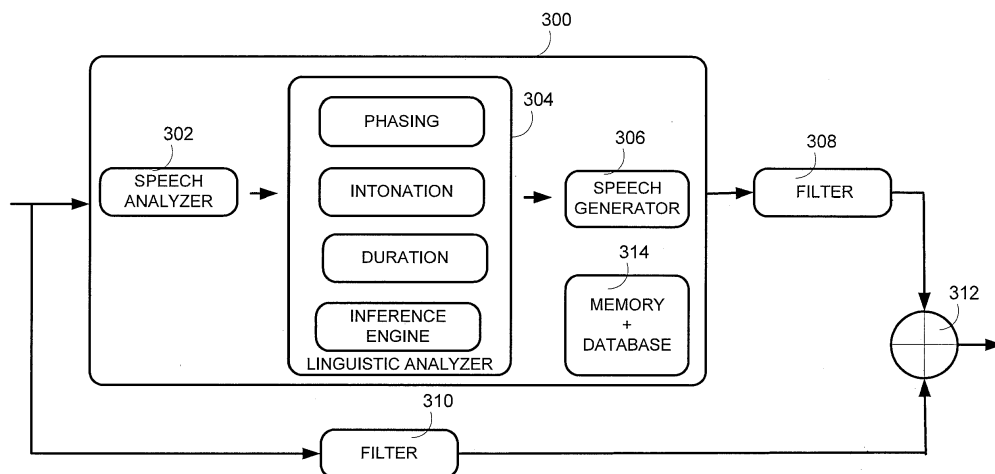 300
304
PHASING
302
SPEECH
ANALYZER
INTONATION
306
SPEECH
GENERATOR
308
FILTER
DURATION
314
MEMORY
+
DATABASE
INFERENCE
ENGINE
LINGUISTIC ANALYZER
312
310
FILTER